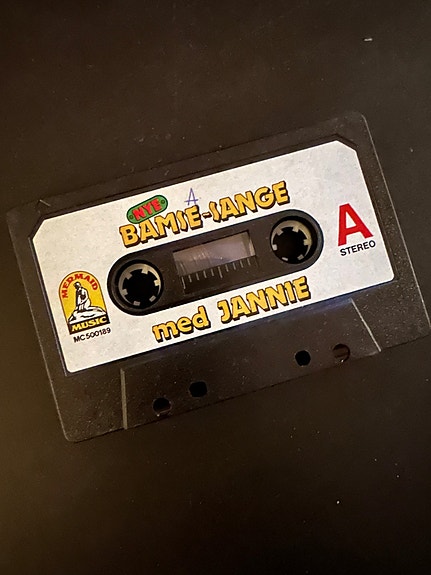 A
NYE
BAMSE-SANGE
A
STEREO
MERMAID
MUSIC
MC 500189
med JANNIE